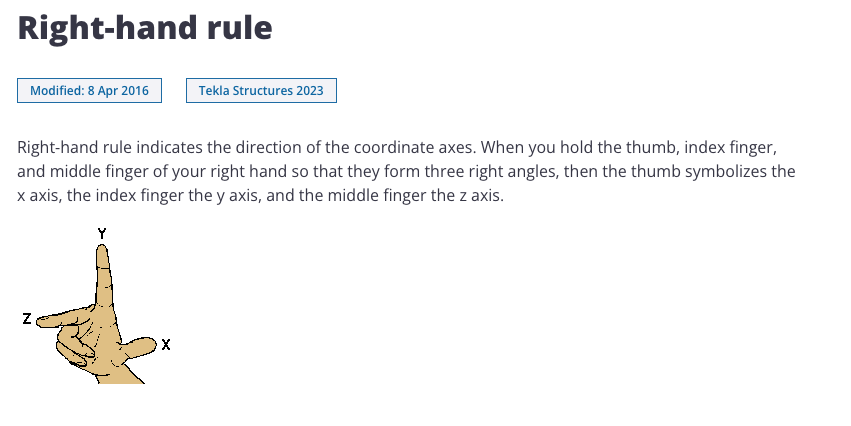 Right-hand rule
Modified: 8 Apr 2016
Tekla Structures 2023
Right-hand rule indicates the direction of the coordinate axes. When you hold the thumb, index finger,
and middle finger of your right hand so that they form three right angles, then the thumb symbolizes the
x axis, the index finger the y axis, and the middle finger the z axis.
Y
Z
X